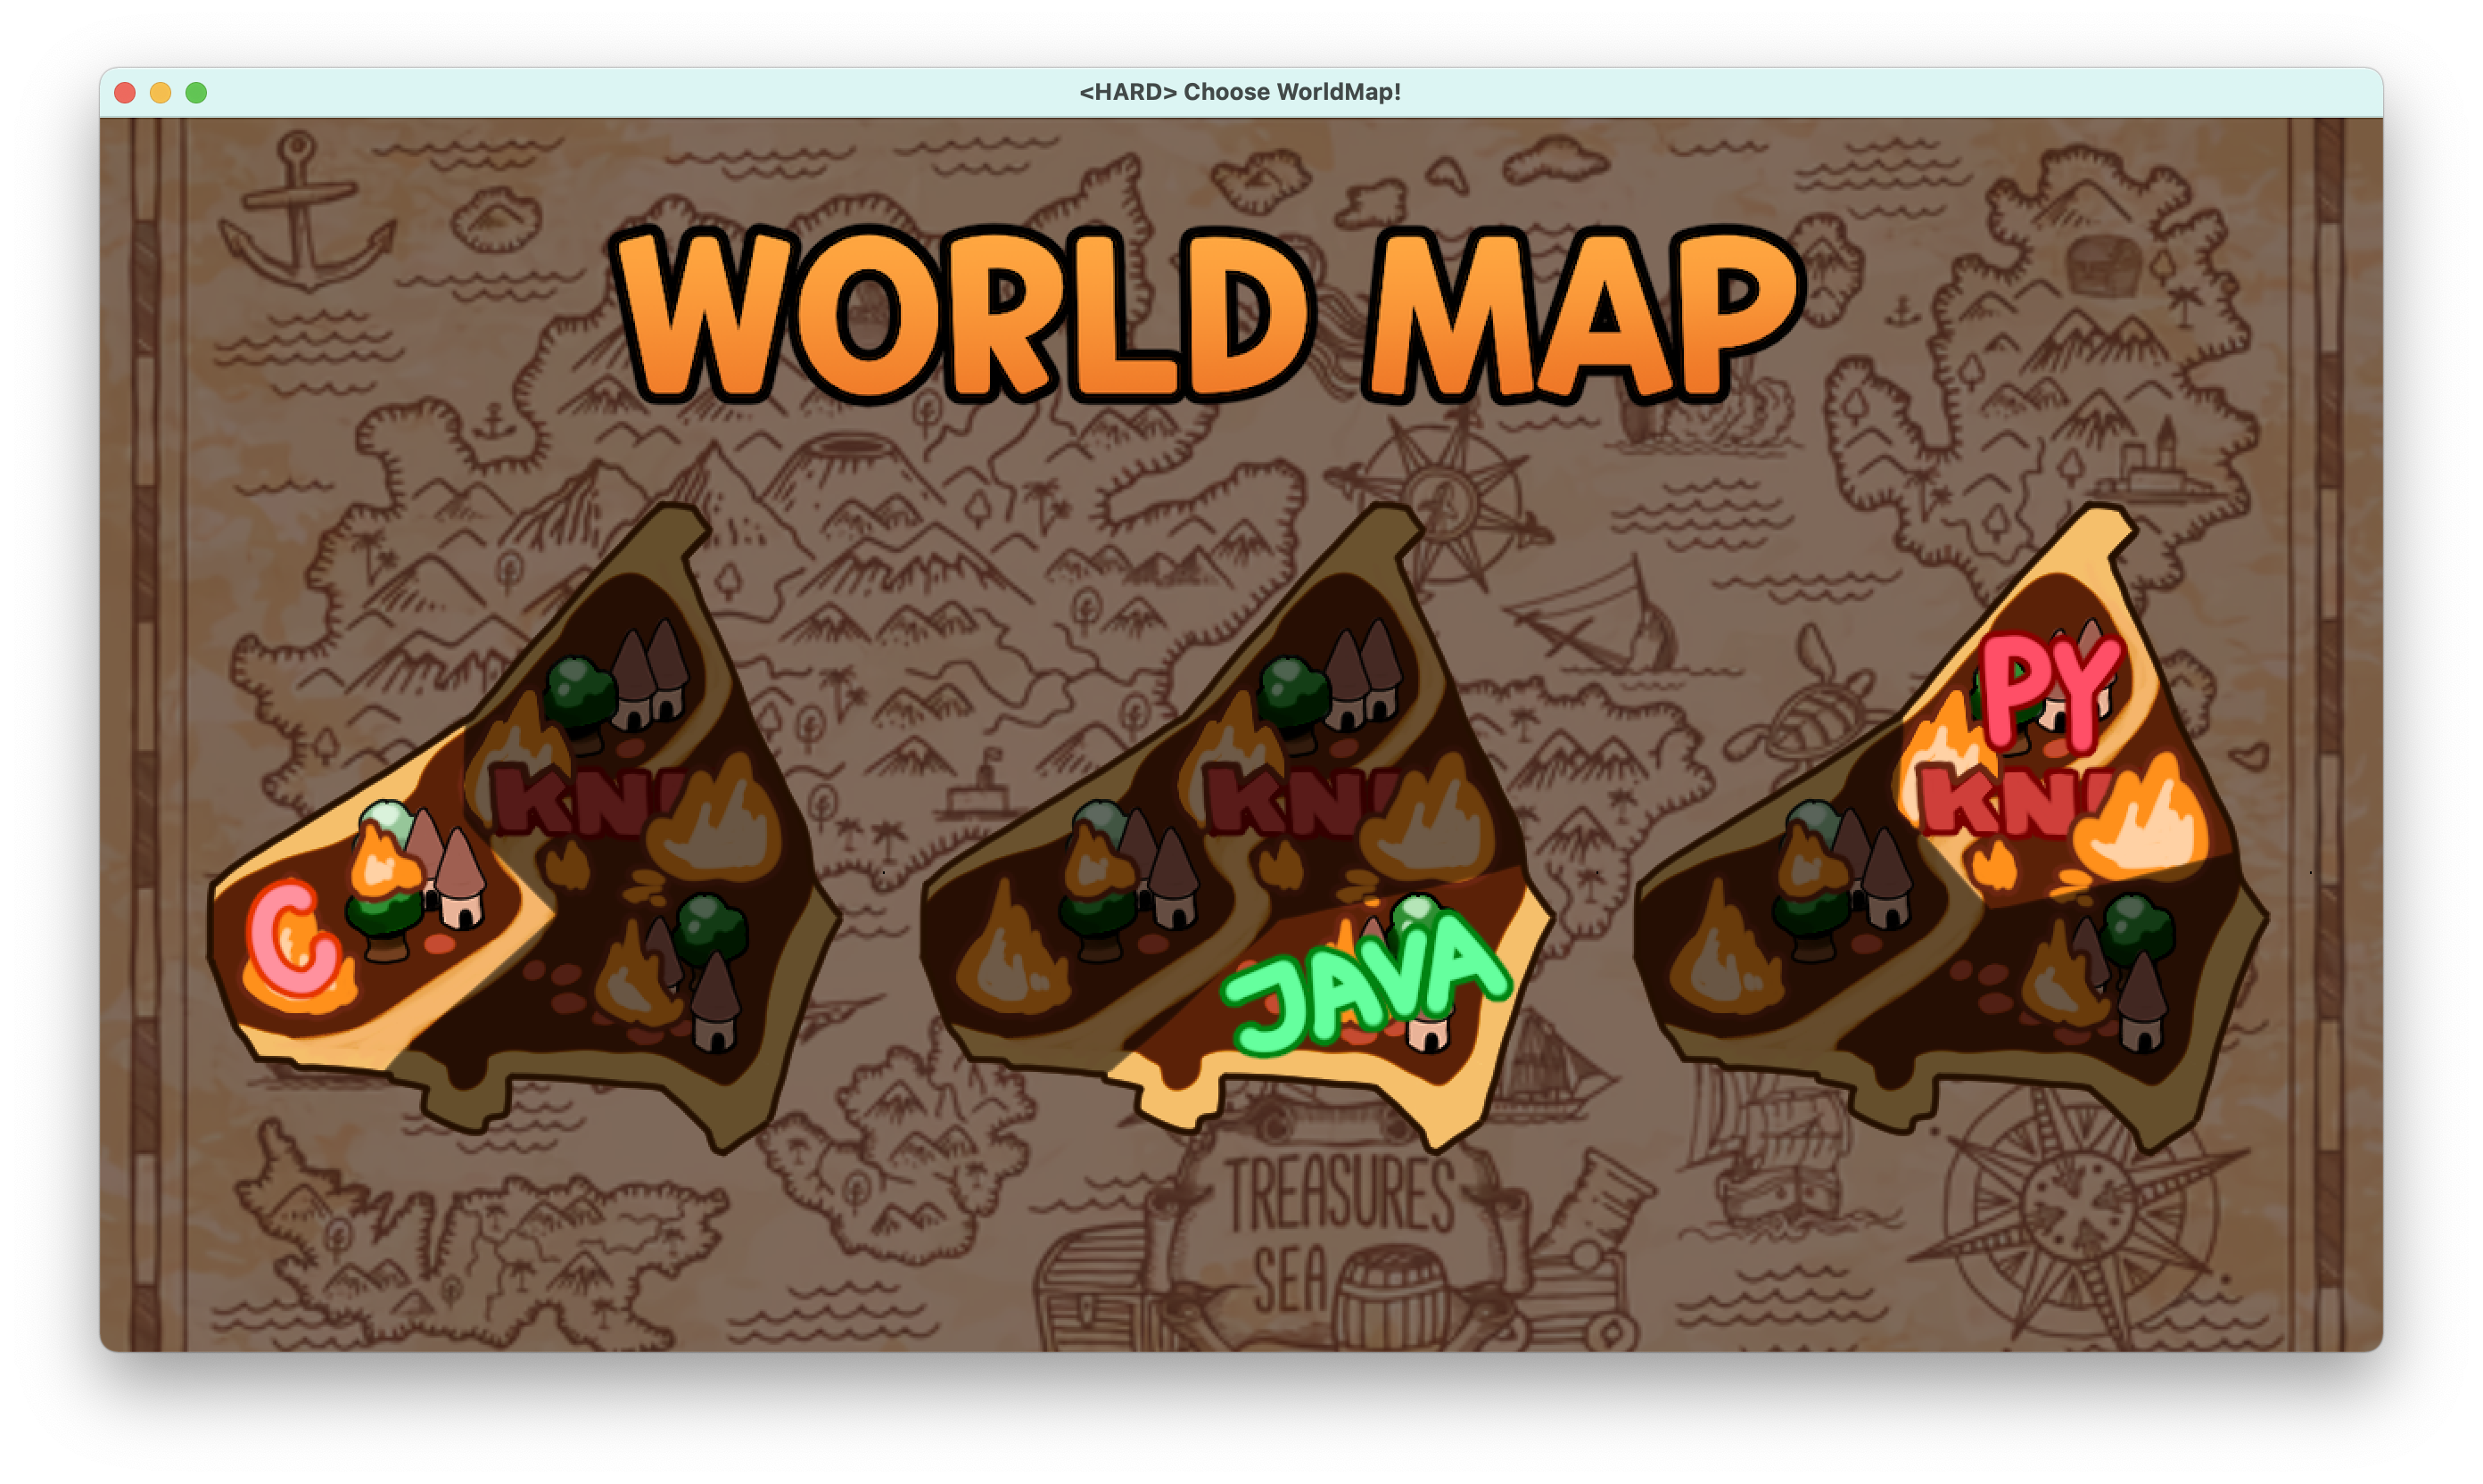 <HARD> Choose WorldMap!
WORLD MAP
C
KN
JAVA
KN
PY
KN
TREASURES
SEA